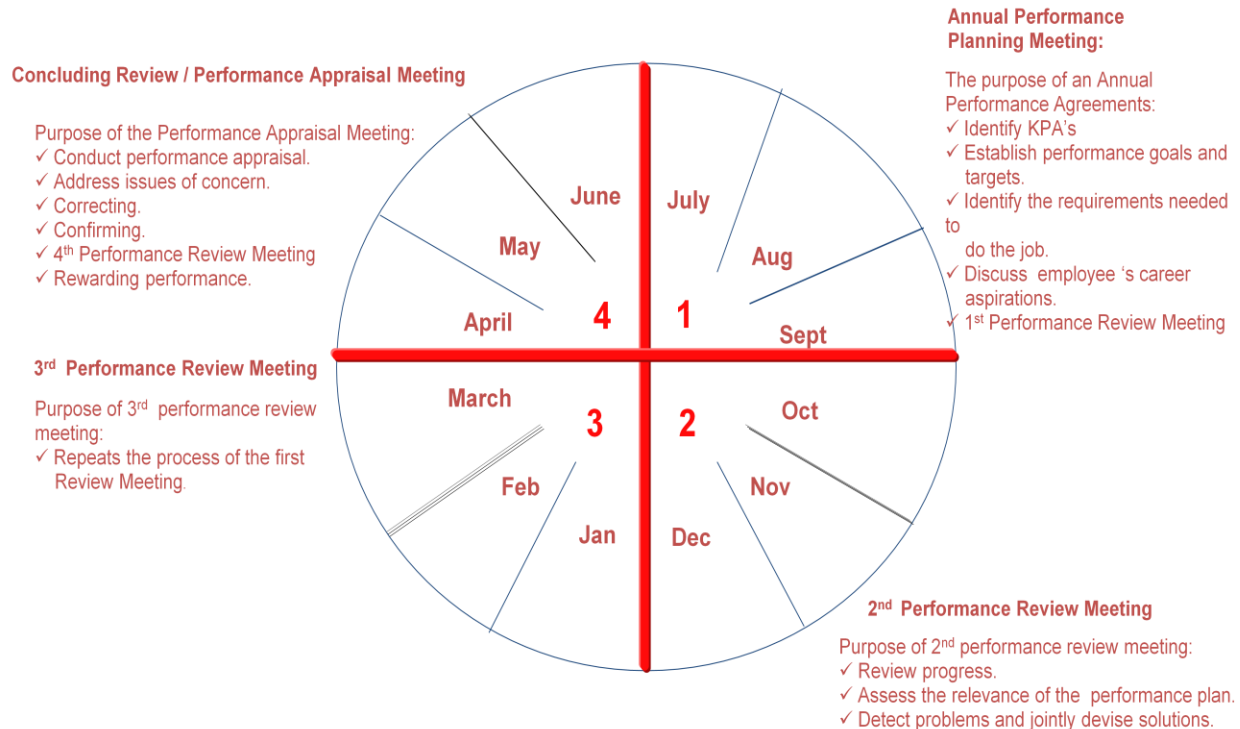 Annual Performance
Planning Meeting:
The purpose of an Annual
Performance Agreements:
✓ Identify KPA's
✓ Establish performance goals and
targets.
✓ Identify the requirements needed
to
do the job.
✓ Discuss employee 's career
aspirations.
✓ 1st Performance Review Meeting
Concluding Review / Performance Appraisal Meeting
Purpose of the Performance Appraisal Meeting:
✓ Conduct performance appraisal.
✓ Address issues of concern.
✓ Correcting.
✓ Confirming.
✓ 4th Performance Review Meeting
✓ Rewarding performance.
June
July
May
Aug
April
4
1
Sept
3rd Performance Review Meeting
Purpose of 3rd performance review
meeting:
✓ Repeats the process of the first
Review Meeting.
March
3
2
Oct
Feb
Nov
Jan
Dec
2nd Performance Review Meeting
Purpose of 2nd performance review meeting:
✓ Review progress.
✓ Assess the relevance of the performance plan.
✓ Detect problems and jointly devise solutions.